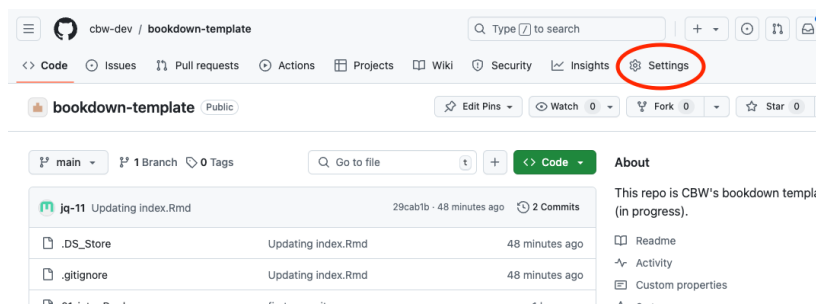 cbw-dev / bookdown-template
Type / to search
<> Code Issues Pull requests Actions Projects Wiki Security Insights Settings
bookdown-template Public Edit Pins Watch 0 Fork 0 Star 0
main 1 Branch 0 Tags Go to file t + <> Code About
This repo is CBW's bookdown
jq-11 Updating index.Rmd 29cab1b · 48 minutes ago 2 Commits (in progress).
.DS_Store Updating index.Rmd 48 minutes ago Readme
Activity
.gitignore Updating index.Rmd 48 minutes ago Custom properties